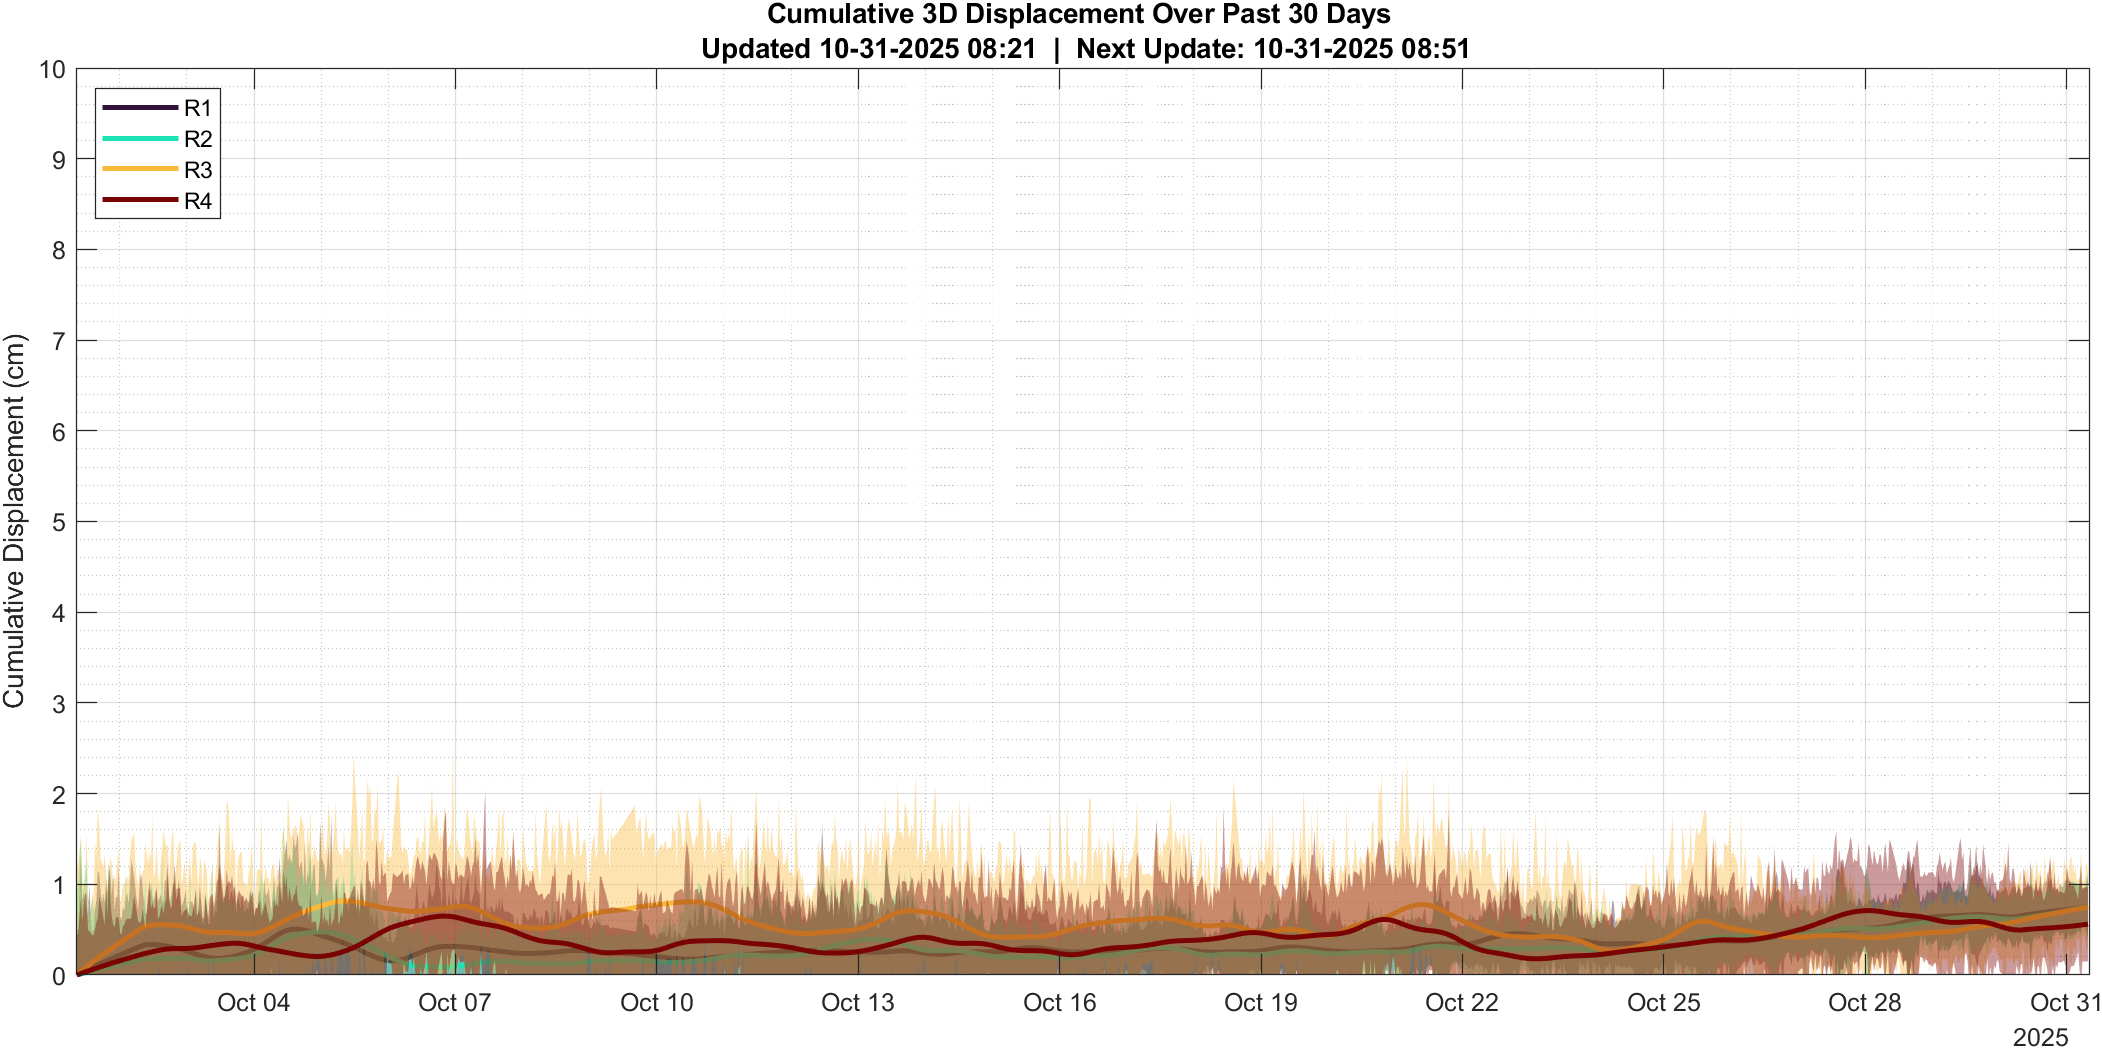 Cumulative 3D Displacement Over Past 30 Days
Updated 10-31-2025 08:21 | Next Update: 10-31-2025 08:51
Cumulative Displacement (cm)
10
9
8
7
6
5
4
3
2
1
0
R1
R2
R3
R4
Oct 04 Oct 07 Oct 10 Oct 13 Oct 16 Oct 19 Oct 22 Oct 25 Oct 28 Oct 31
2025